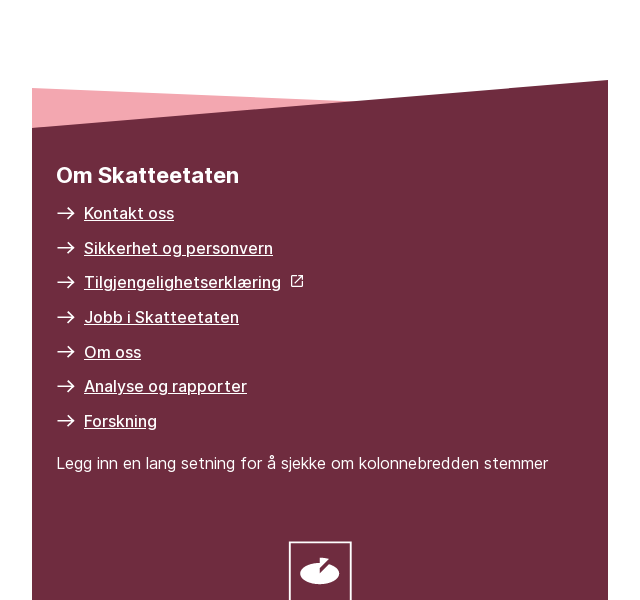 Om Skatteetaten
Kontakt oss
Sikkerhet og personvern
Tilgjengelighetserklæring
Jobb i Skatteetaten
Om oss
Analyse og rapporter
Forskning
Legg inn en lang setning for å sjekke om kolonnebredden stemmer